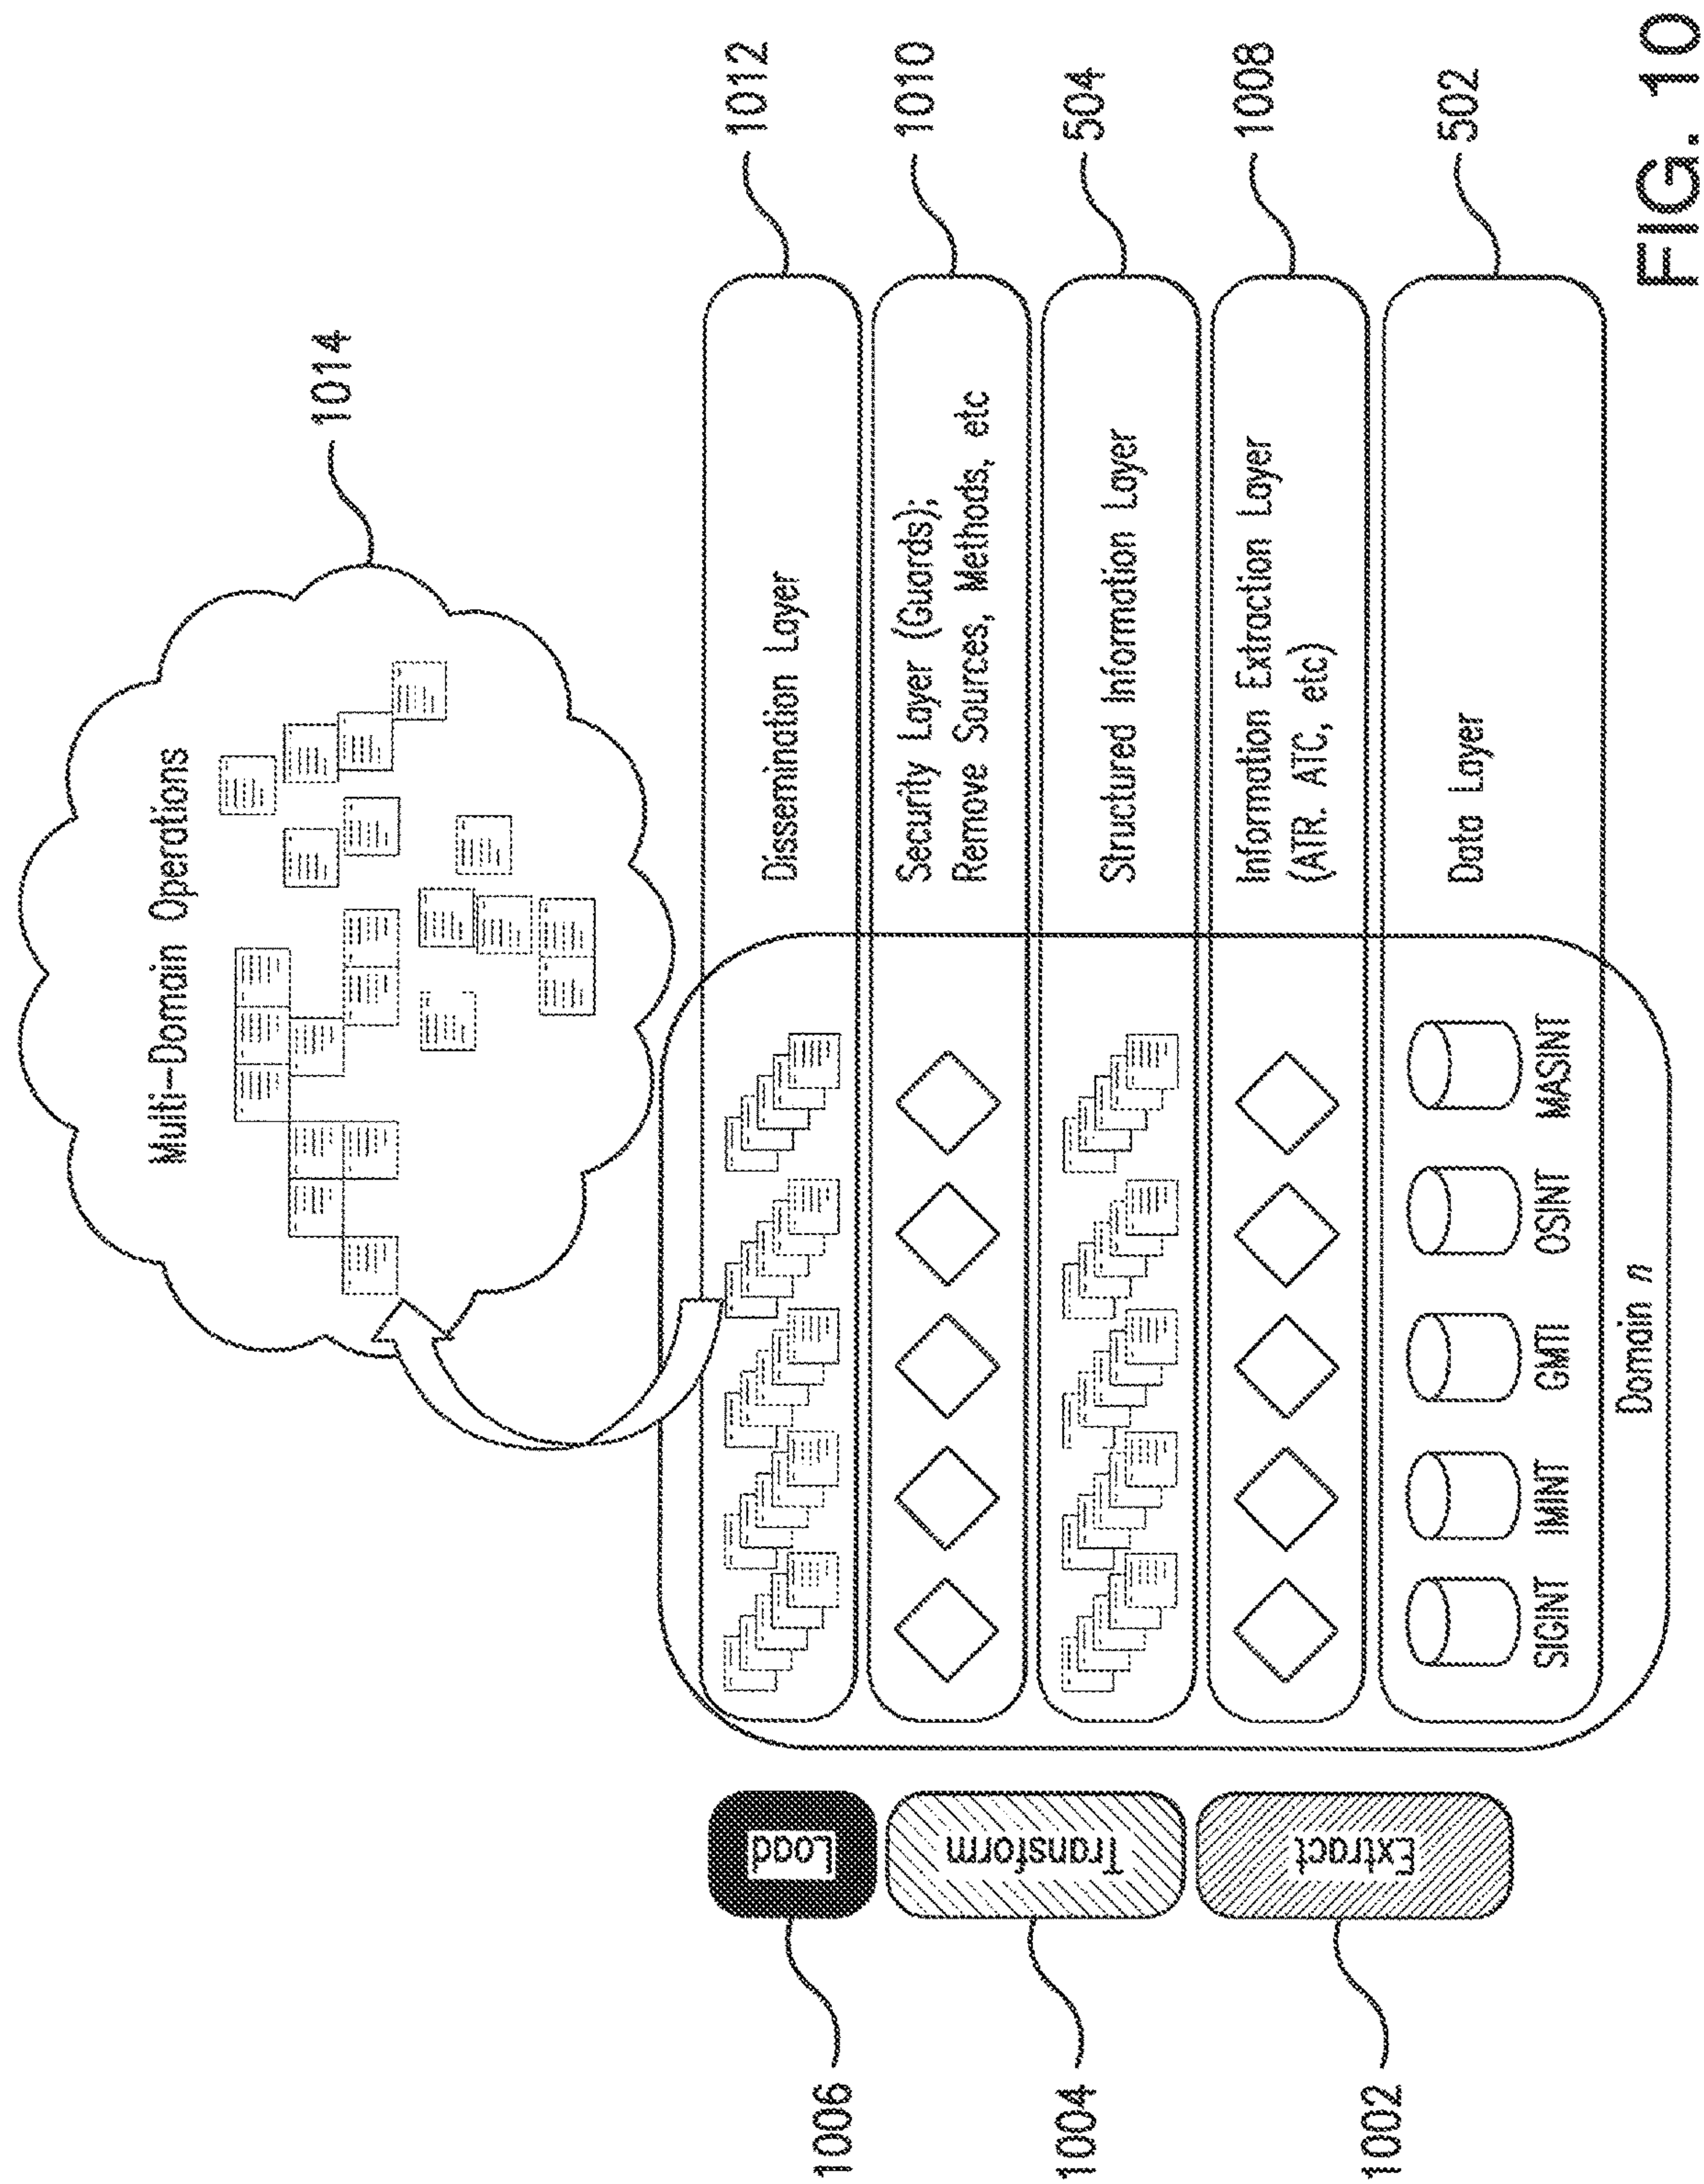 1014
Multi-Domain Operations
1006
Load
Dissemination Layer
1012
1004
Transform
Security Layer (Guards);
Remove Sources, Methods, etc
1010
Structured Information Layer
504
1002
Extract
Information Extraction Layer
(ATR. ATC, etc)
1008
Data Layer
502
SIGINT
IMINT
GMTI
OSINT
MASINT
Domain n
FIG. 10